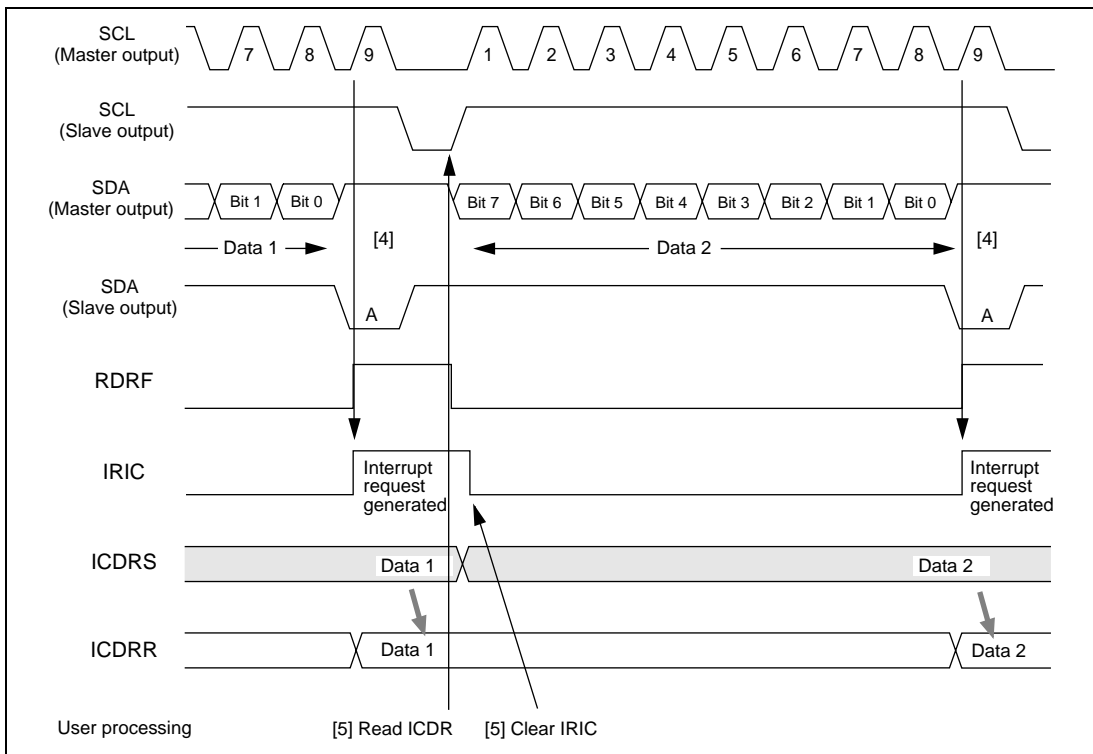 SCL
(Master output)
7 8 9 1 2 3 4 5 6 7 8 9
SCL
(Slave output)
SDA
(Master output)
Bit 1 Bit 0 Bit 7 Bit 6 Bit 5 Bit 4 Bit 3 Bit 2 Bit 1 Bit 0
Data 1 [4] Data 2 [4]
SDA
(Slave output)
A A
RDRF
IRIC
Interrupt
request
generated
Interrupt
request
generated
ICDRS
Data 1 Data 2
ICDRR
Data 1 Data 2
User processing [5] Read ICDR [5] Clear IRIC